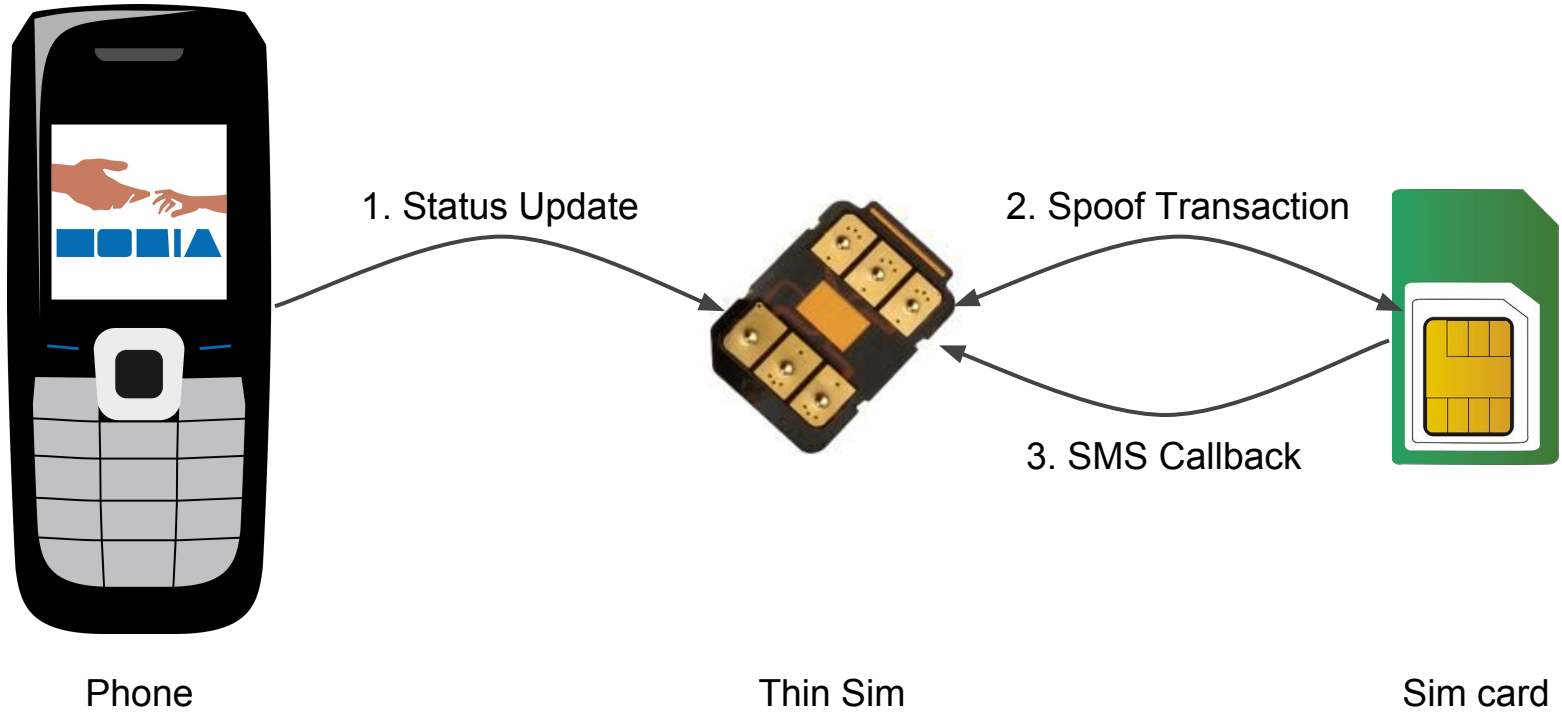 1. Status Update
2. Spoof Transaction
3. SMS Callback
Phone
Thin Sim
Sim card